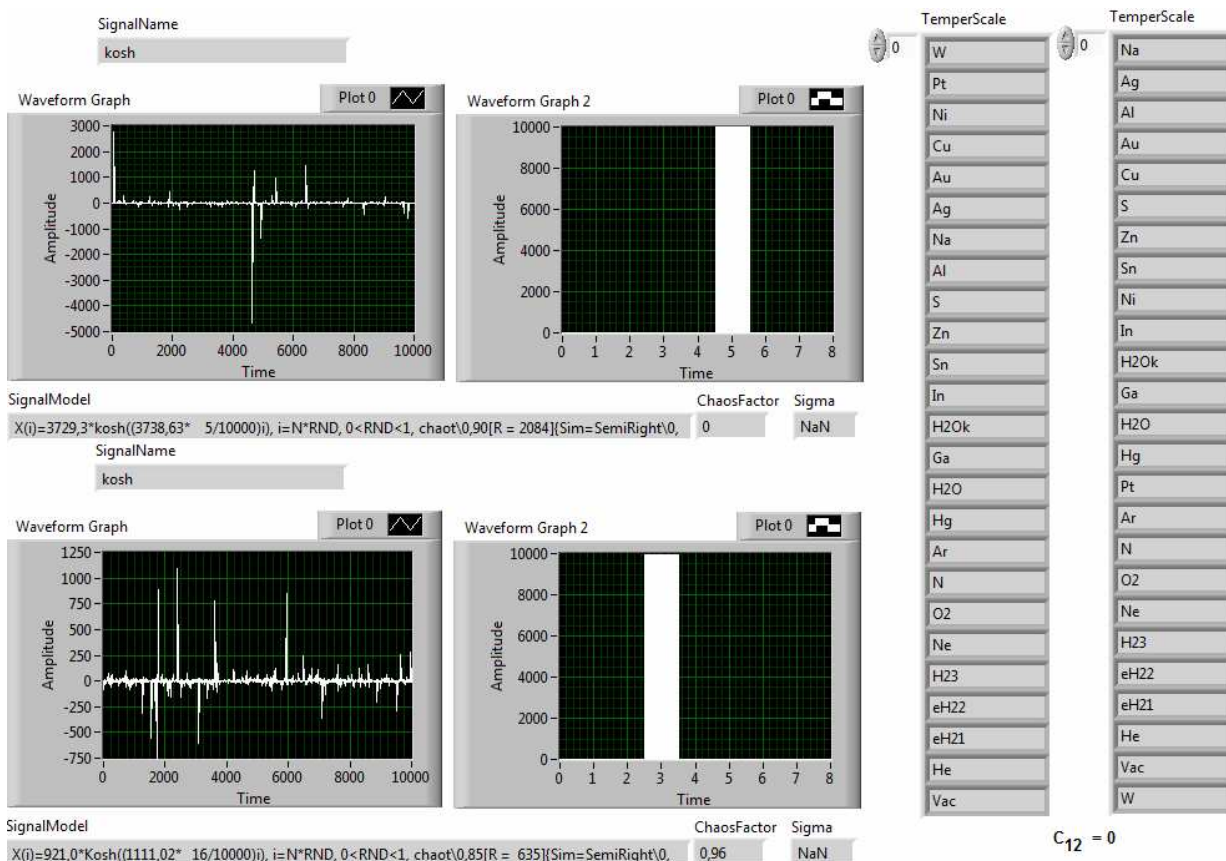 SignalName
kosh
Waveform Graph
Plot 0
3000
2000
1000
0
-1000
-2000
-3000
-4000
-5000
Amplitude
0 2000 4000 6000 8000 10000
Time
Waveform Graph 2
Plot 0
10000
8000
6000
4000
2000
0
Amplitude
0 1 2 3 4 5 6 7 8
Time
SignalModel
X(i)=3729,3*kosh((3738,63* 5/10000)i), i=N*RND, 0<RND<1, chaot\0,90[R = 2084]{Sim=SemiRight\0,
ChaosFactor
0
Sigma
NaN
SignalName
kosh
Waveform Graph
Plot 0
1250
1000
750
500
250
0
-250
-500
-750
Amplitude
0 2000 4000 6000 8000 10000
Time
Waveform Graph 2
Plot 0
10000
8000
6000
4000
2000
0
Amplitude
0 1 2 3 4 5 6 7 8
Time
SignalModel
X(i)=921,0*Kosh((1111,02* 16/10000)i), i=N*RND, 0<RND<1, chaot\0,85[R = 635]{Sim=SemiRight\0,
ChaosFactor
0,96
Sigma
NaN
TemperScale
0
W
Pt
Ni
Cu
Au
Ag
Na
Al
S
Zn
Sn
In
H2Ok
Ga
H2O
Hg
Ar
N
O2
Ne
H23
eH22
eH21
He
Vac
TemperScale
0
Na
Ag
Al
Au
Cu
S
Zn
Sn
Ni
In
H2Ok
Ga
H2O
Hg
Pt
Ar
N
O2
Ne
H23
eH22
eH21
He
Vac
W
C12 = 0